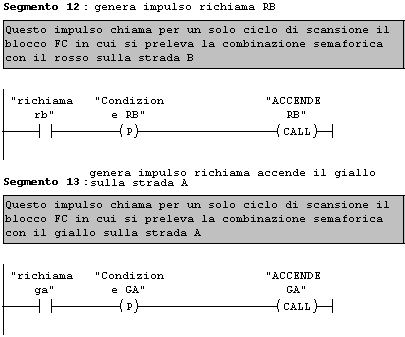 Segmento 12 : genera impulso richiama RB
Questo impulso chiama per un solo ciclo di scansione il
blocco FC in cui si preleva la combinazione semaforica
con il rosso sulla strada B
"richiama "Condizion "ACCENDE
rb" e RB" RB"
(P) (CALL)
genera impulso richiama accende il giallo
Segmento 13 : sulla strada A
Questo impulso chiama per un solo ciclo di scansione il
blocco FC in cui si preleva la combinazione semaforica
con il giallo sulla strada A
"richiama "Condizion "ACCENDE
ga" e GA" GA"
(P) (CALL)